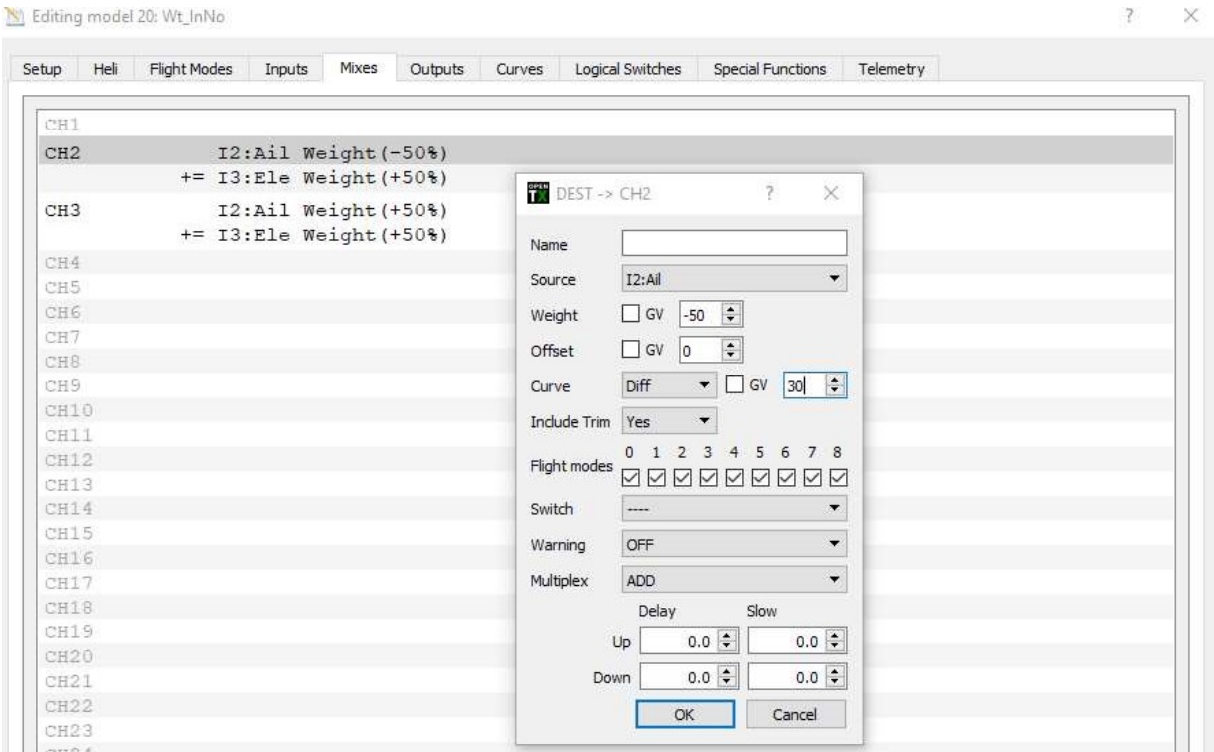 Editing model 20: Wt_InNo ? ×
Setup Heli Flight Modes Inputs Mixes Outputs Curves Logical Switches Special Functions Telemetry
CH1
CH2 I2:Ail Weight(-50%)
+= I3:Ele Weight(+50%)
CH3 I2:Ail Weight(+50%)
+= I3:Ele Weight(+50%)
CH4
CH5
CH6
CH7
CH8
CH9
CH10
CH11
CH12
CH13
CH14
CH15
CH16
CH17
CH18
CH19
CH20
CH21
CH22
CH23
CH24
OPEN TX DEST -> CH2 ? ×
Name
Source I2:Ail
Weight GV -50
Offset GV 0
Curve Diff GV 30
Include Trim Yes
0 1 2 3 4 5 6 7 8
Flight modes
Switch ----
Warning OFF
Multiplex ADD
Delay Slow
Up 0.0 0.0
Down 0.0 0.0
OK Cancel